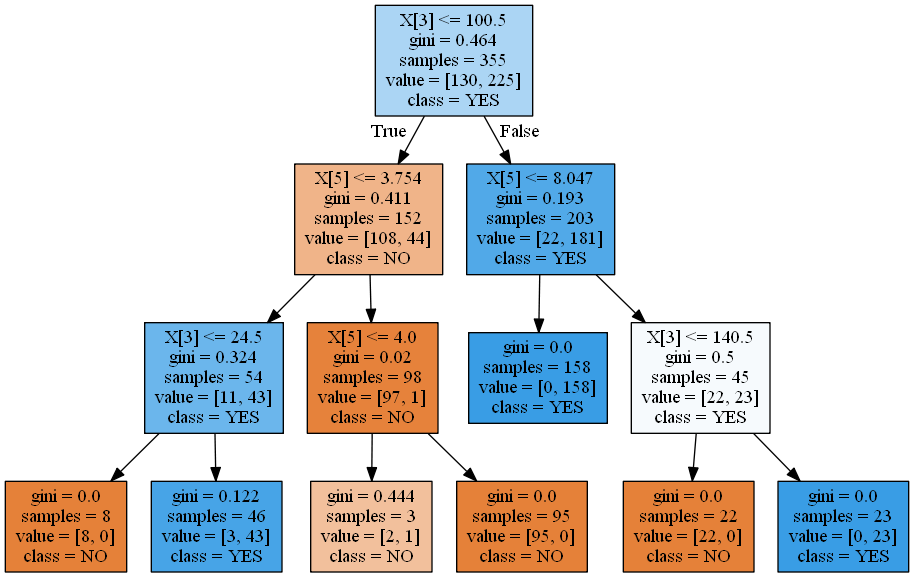 X[3] <= 100.5
gini = 0.464
samples = 355
value = [130, 225]
class = YES
True
False
X[5] <= 3.754
gini = 0.411
samples = 152
value = [108, 44]
class = NO
X[5] <= 8.047
gini = 0.193
samples = 203
value = [22, 181]
class = YES
X[3] <= 24.5
gini = 0.324
samples = 54
value = [11, 43]
class = YES
X[5] <= 4.0
gini = 0.02
samples = 98
value = [97, 1]
class = NO
gini = 0.0
samples = 158
value = [0, 158]
class = YES
X[3] <= 140.5
gini = 0.5
samples = 45
value = [22, 23]
class = YES
gini = 0.0
samples = 8
value = [8, 0]
class = NO
gini = 0.122
samples = 46
value = [3, 43]
class = YES
gini = 0.444
samples = 3
value = [2, 1]
class = NO
gini = 0.0
samples = 95
value = [95, 0]
class = NO
gini = 0.0
samples = 22
value = [22, 0]
class = NO
gini = 0.0
samples = 23
value = [0, 23]
class = YES